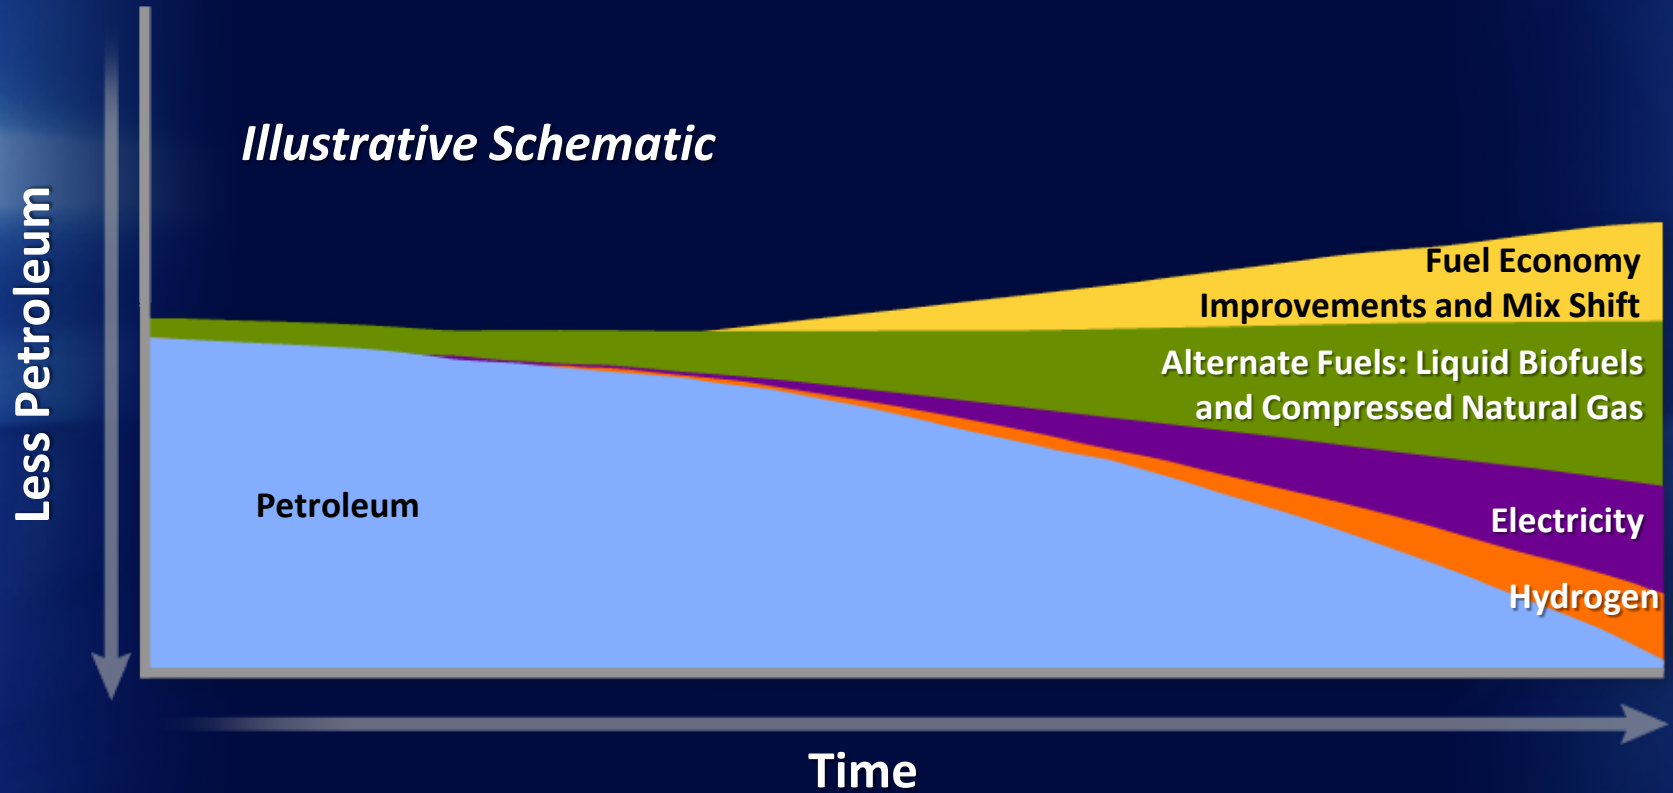 Illustrative Schematic
Less Petroleum
Fuel Economy
Improvements and Mix Shift
Alternate Fuels: Liquid Biofuels
and Compressed Natural Gas
Petroleum
Electricity
Hydrogen
Time